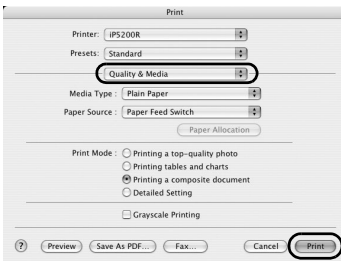 Print
Printer: iP5200R
Presets: Standard
Quality & Media
Media Type : Plain Paper
Paper Source : Paper Feed Switch
Paper Allocation
Print Mode : Printing a top-quality photo
Printing tables and charts
Printing a composite document
Detailed Setting
Grayscale Printing
? Preview Save As PDF... Fax... Cancel Print